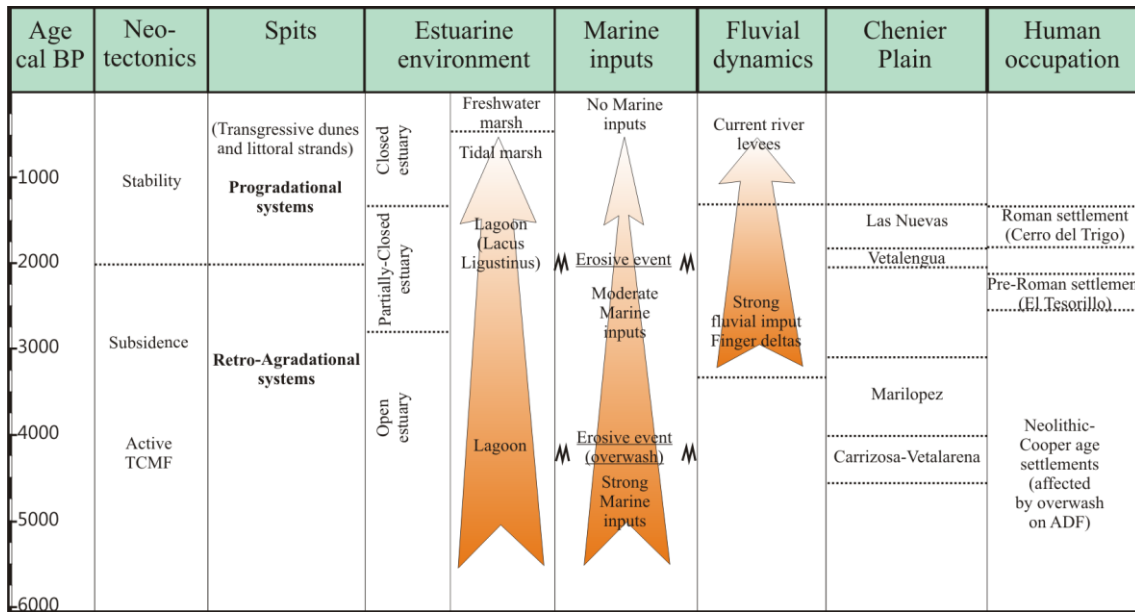 Age
cal BP
Neo-
tectonics
Spits
Estuarine
environment
Marine
inputs
Fluvial
dynamics
Chenier
Plain
Human
occupation
1000
2000
3000
4000
5000
6000
Stability
Subsidence
Active
TCMF
(Transgressive dunes
and littoral strands)
Progradational
systems
Retro-Agradational
systems
Closed
estuary
Partially-Closed
estuary
Open
estuary
Freshwater
marsh
Tidal marsh
Lagoon
(Lacus
Ligustinus)
Lagoon
No Marine
inputs
Erosive event
Moderate
Marine
inputs
Erosive event
(overwash)
Strong
Marine
inputs
Current river
levees
Strong
fluvial imput
Finger deltas
Las Nuevas
Vetalengua
Marilopez
Carrizosa-Vetalarena
Roman settlement
(Cerro del Trigo)
Pre-Roman settlement
(El Tesorillo)
Neolithic-
Cooper age
settlements
(affected
by overwash
on ADF)